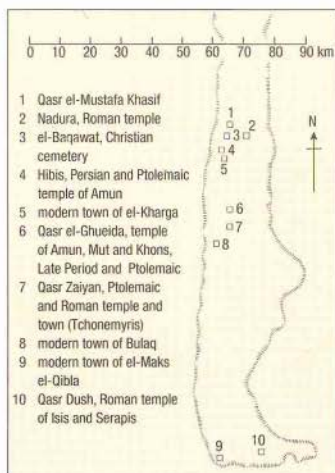 0 10 20 30 40 50 60 70 80 90 km
1 Qasr el-Mustafa Khasif
2 Nadura, Roman temple
3 el-Baqawat, Christian
cemetery
4 Hibis, Persian and Ptolemaic
temple of Amun
5 modern town of el-Kharga
6 Qasr el-Gheida, temple
of Amun, Mut and Khons,
Late Period and Ptolemaic
7 Qasr Zaiyan, Ptolemaic
and Roman temple and
town (Tchonemyris)
8 modern town of Bulaq
9 modern town of el-Maks
el-Qibla
10 Qasr Dush, Roman temple
of Isis and Serapis
1
3 2
4
5
6
7
8
9 10
N